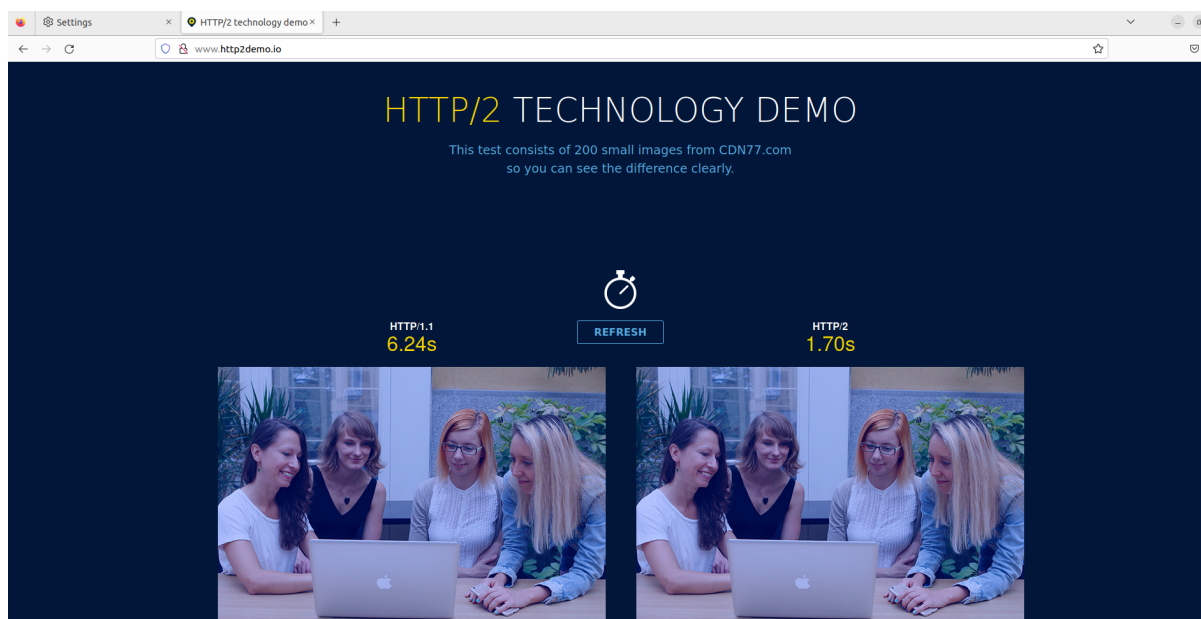 Settings
HTTP/2 technology demo
www.http2demo.io
HTTP/2 TECHNOLOGY DEMO
This test consists of 200 small images from CDN77.com
so you can see the difference clearly.
HTTP/1.1
6.24s
REFRESH
HTTP/2
1.70s